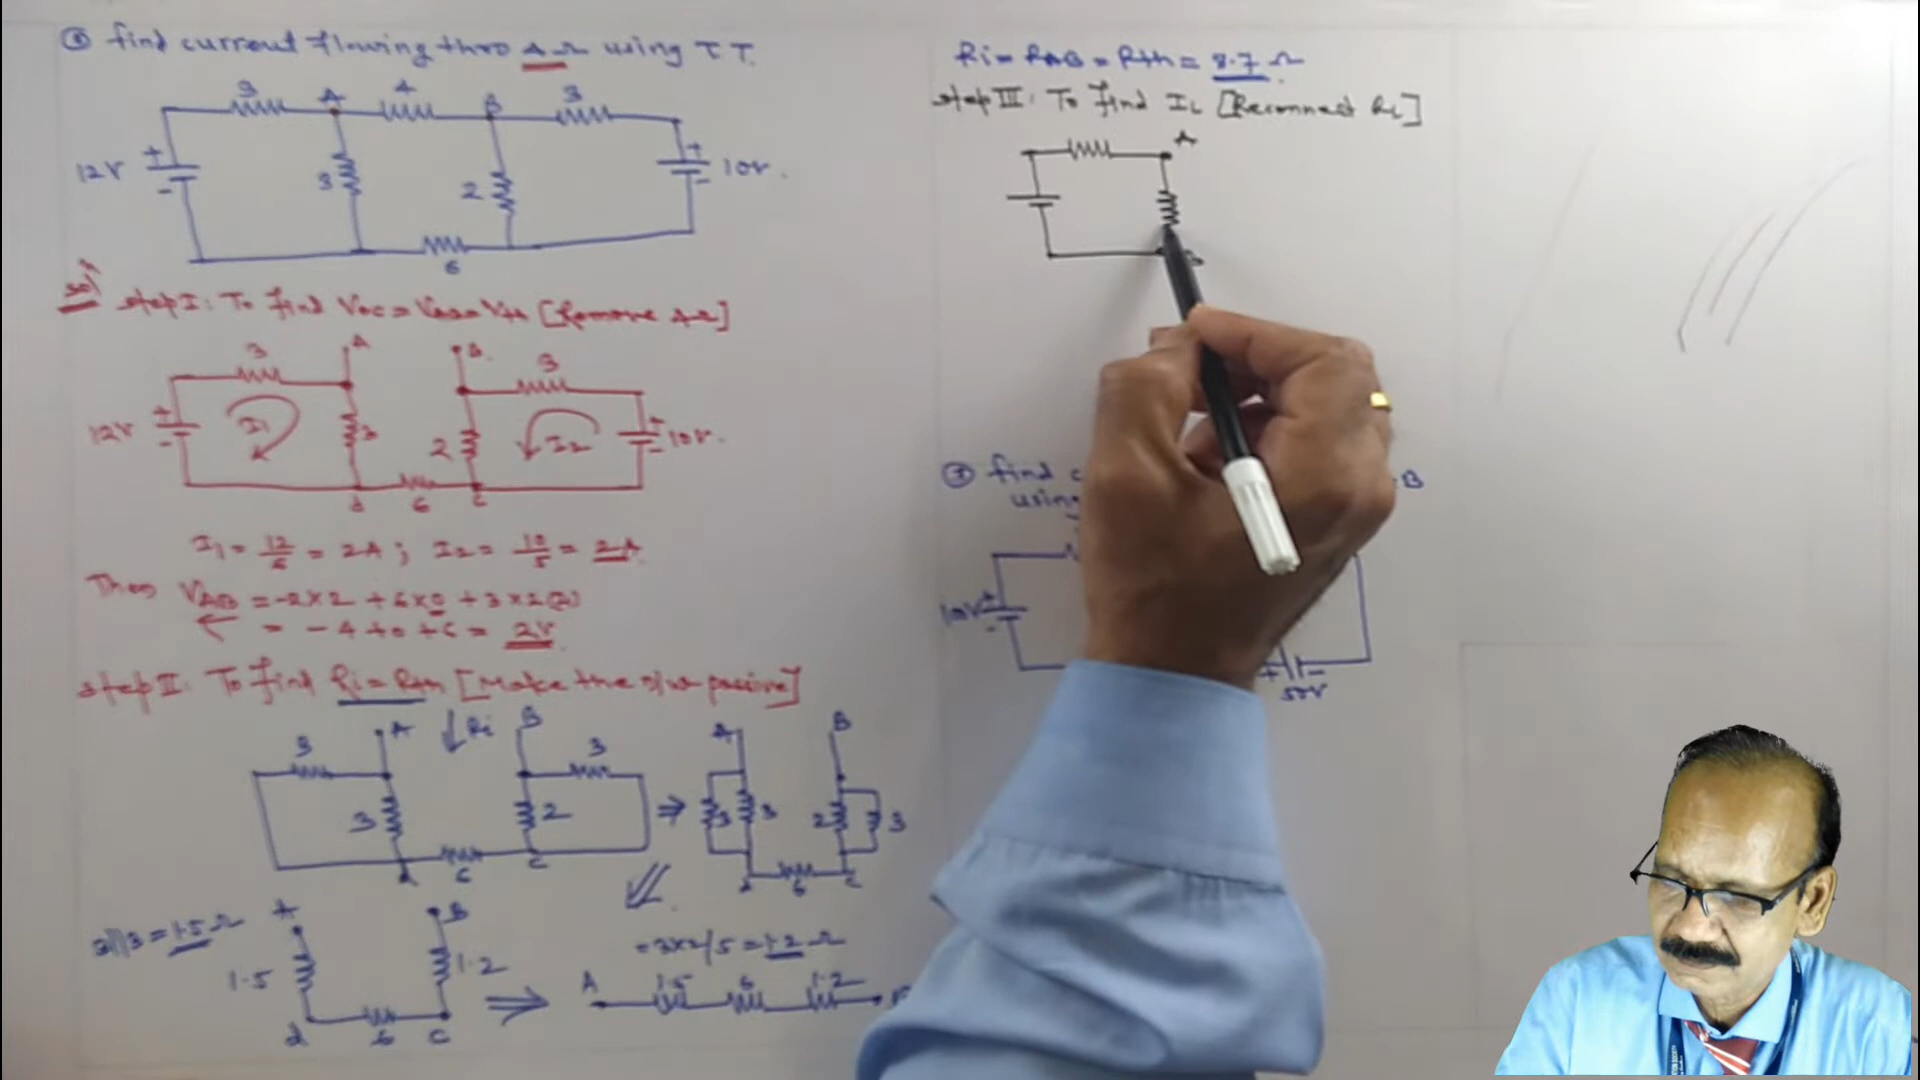 ⑧ find current flowing thro 4Ω using T T.
3 A 4 B 3
12V + - 3 2 + - 10V.
6
Sol^n Step I: To find Voc = VAB = Vth [Remove 4Ω]
3 A B. 3
12V + - I1 3 2 I2 + - 10V.
d 6 c
I1 = 12/6 = 2A ; I2 = 10/5 = 2A.
Then VAB = -2×2 + 6×0 + 3×2(2)
= -4+0+6 = 2V.
Step II: To find Ri = Rth [Make the n/w passive]
3 A ↓Ri B 3
3 2 ⇒
d 6 c
A B
3 3 2 3
d 6 c
3||3 = 1.5Ω
A B
1.5 1.2
d 6 c
= 3×2/5 = 1.2Ω
⇒ A 1.5 6 1.2
Ri = RAB = Rth = 8.7Ω.
Step III: To find IL [Reconnect RL]
A
find
B
using
10V + -
+ - 50V